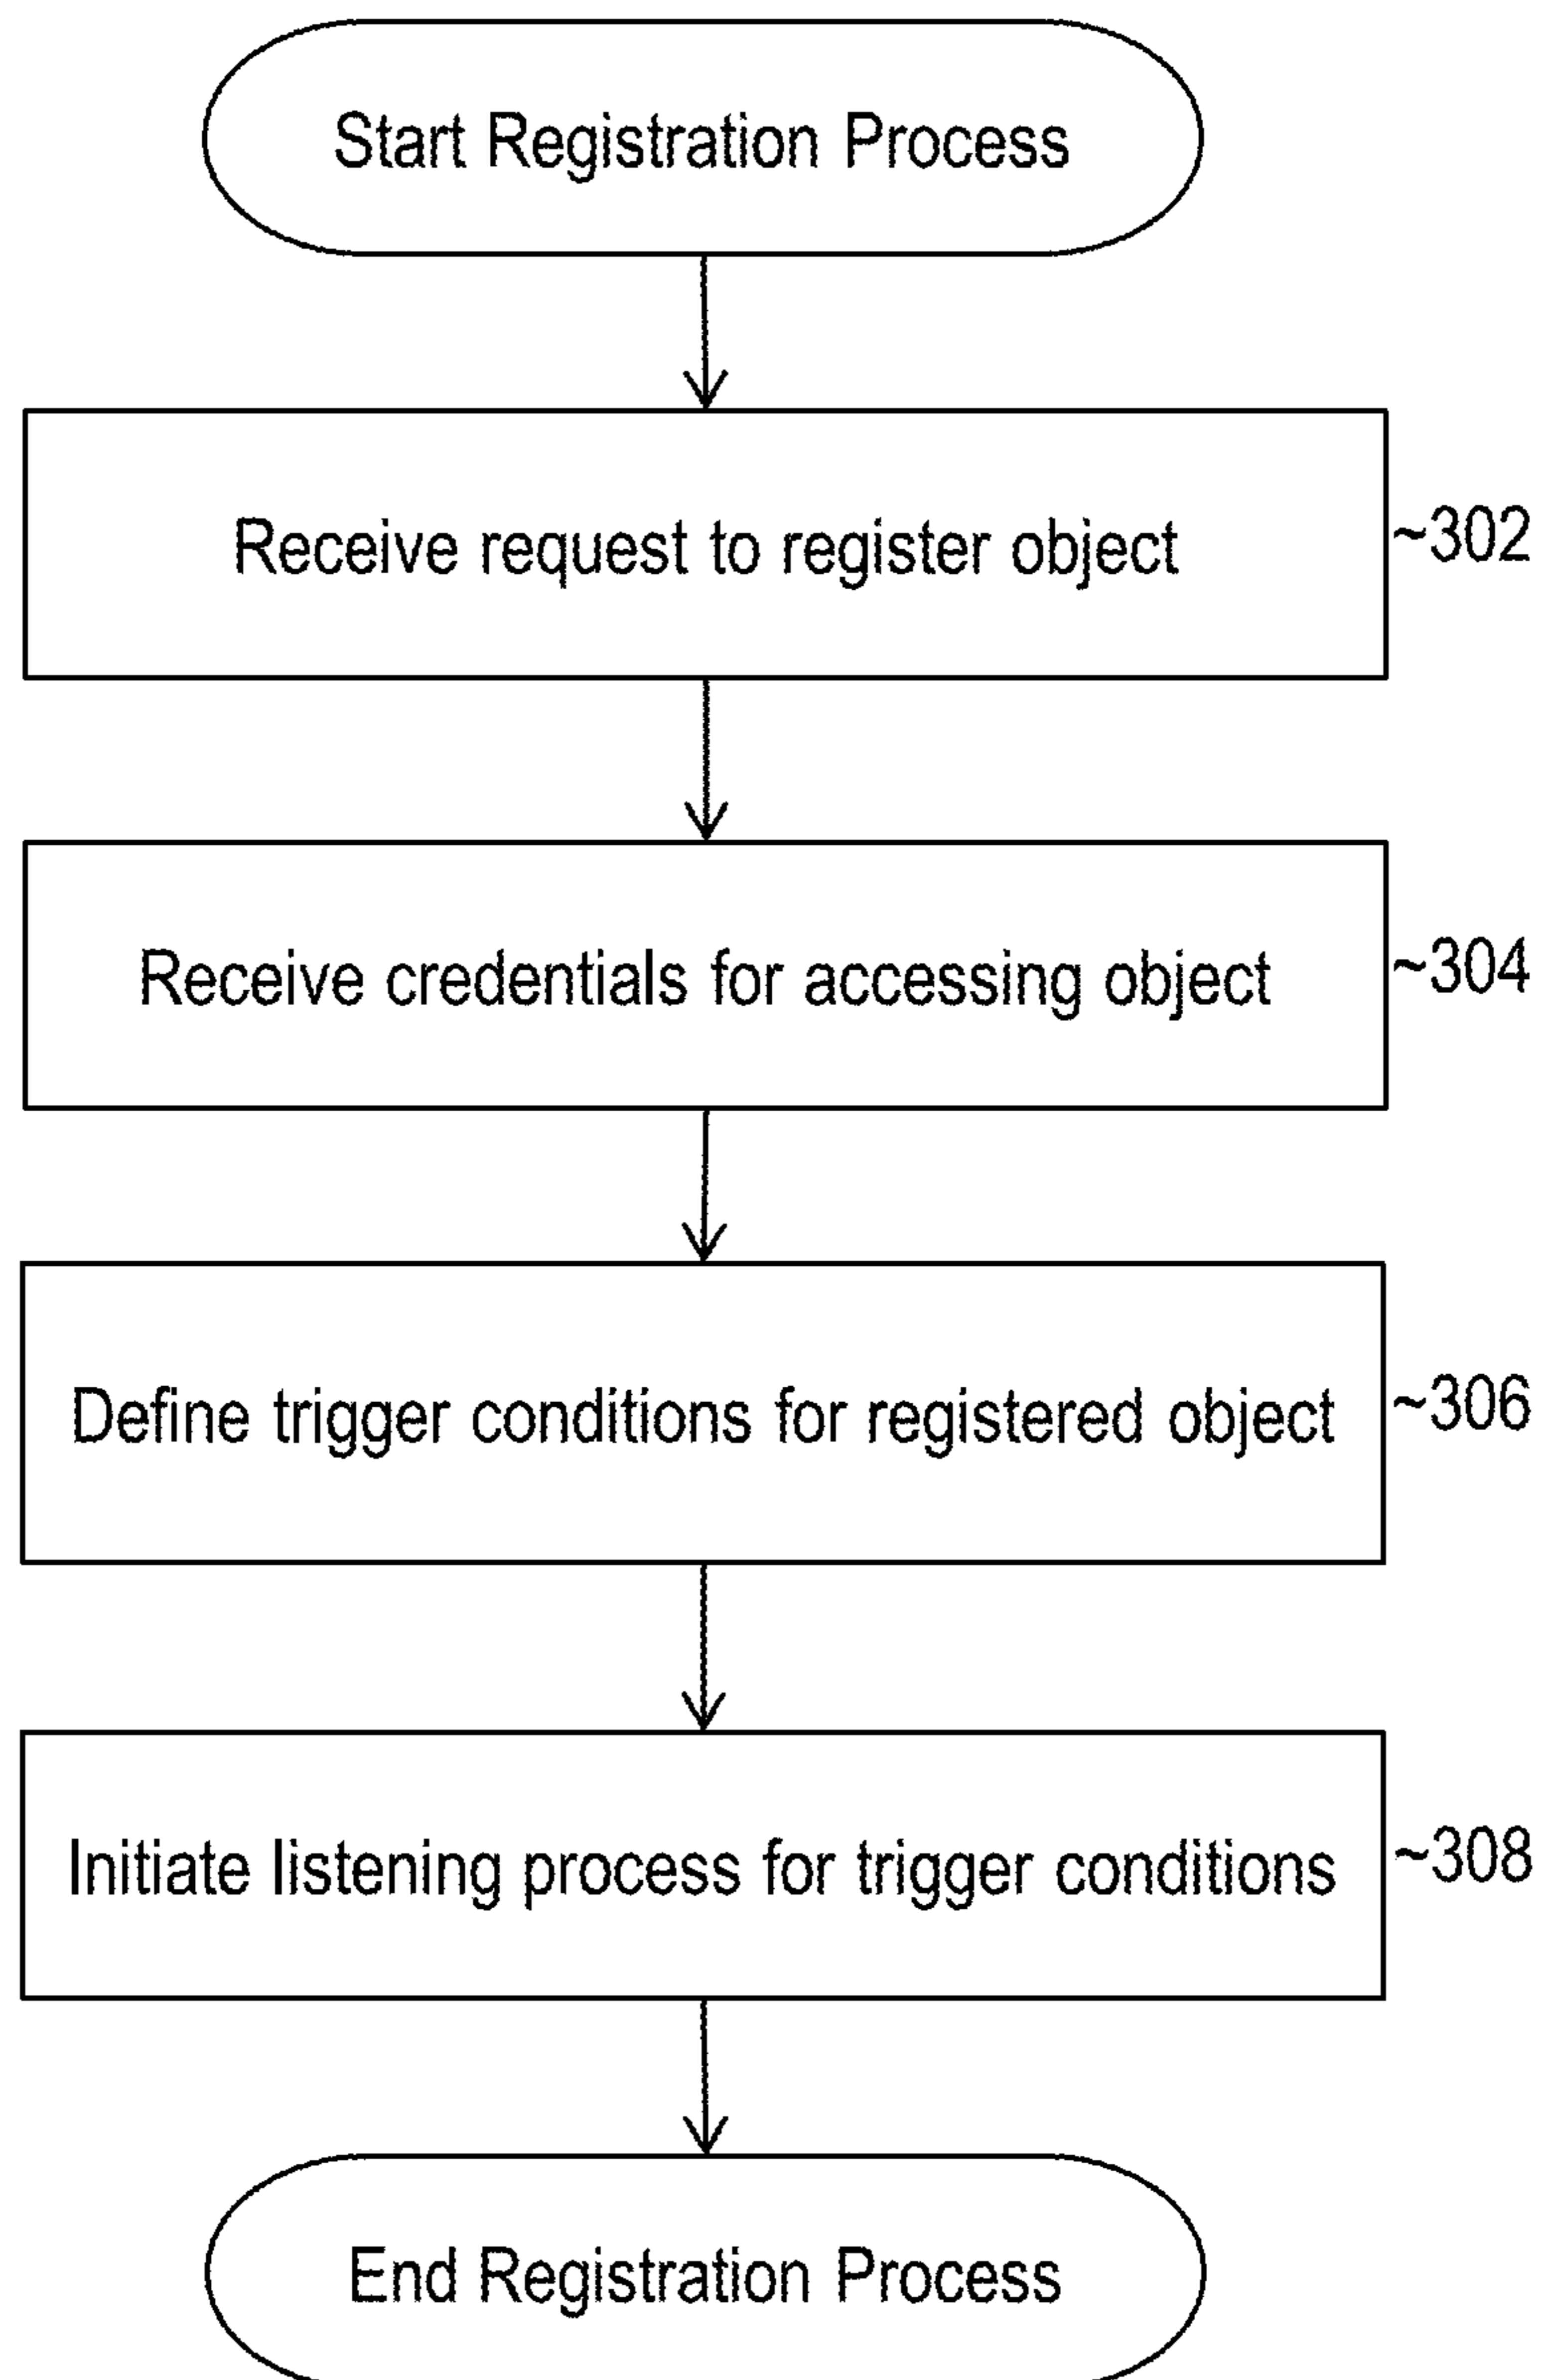 Start Registration Process
Receive request to register object
~302
Receive credentials for accessing object
~304
Define trigger conditions for registered object
~306
Initiate listening process for trigger conditions
~308
End Registration Process